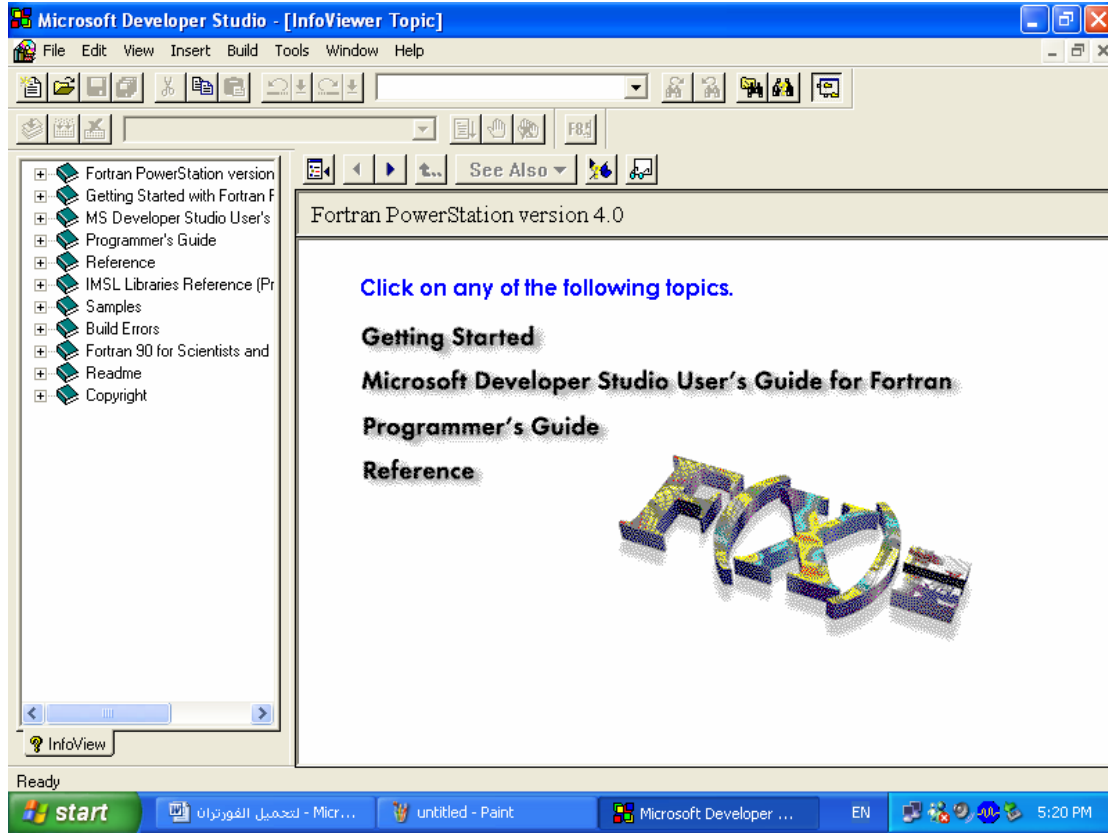 Microsoft Developer Studio - [InfoViewer Topic]
File Edit View Insert Build Tools Window Help
F8.5
See Also
Fortran PowerStation version
Getting Started with Fortran F
MS Developer Studio User's
Programmer's Guide
Reference
IMSL Libraries Reference (Pr
Samples
Build Errors
Fortran 90 for Scientists and
Readme
Copyright
InfoView
Fortran PowerStation version 4.0
Click on any of the following topics.
Getting Started
Microsoft Developer Studio User's Guide for Fortran
Programmer's Guide
Reference
Ready
start
لتحميل الفورتران - Micr...
untitled - Paint
Microsoft Developer ...
EN
5:20 PM